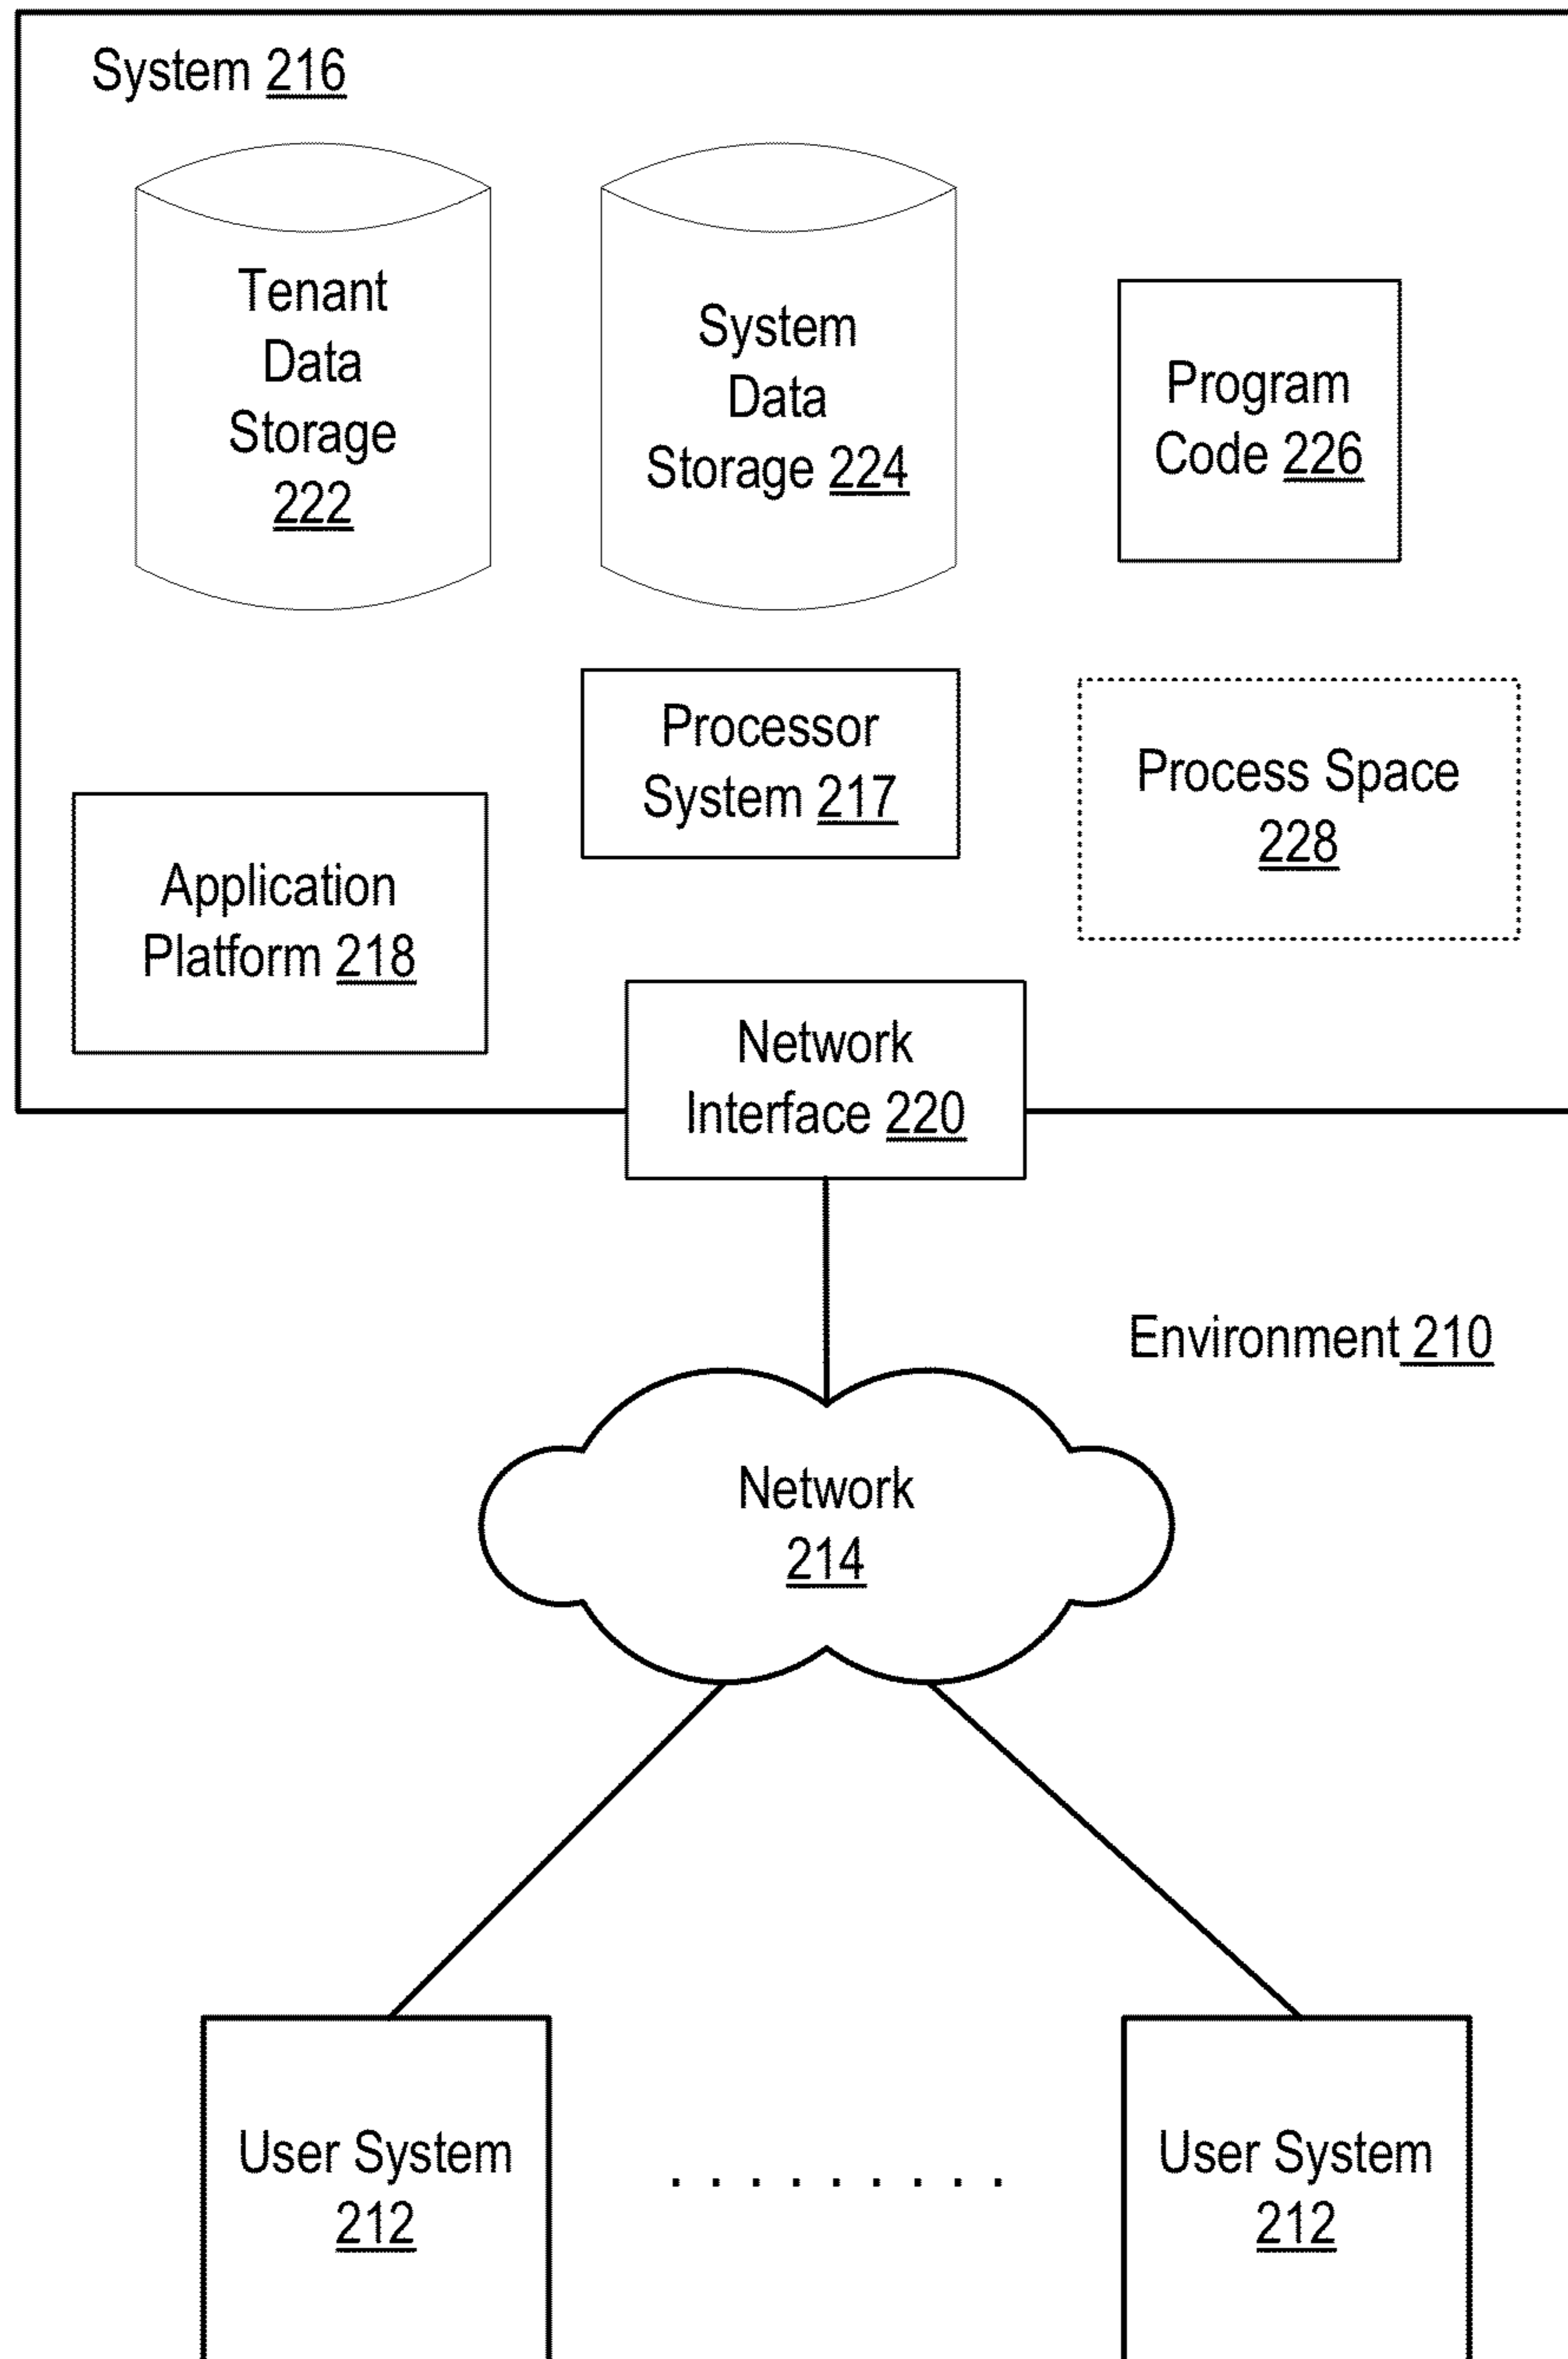 System 216
Tenant
Data
Storage
222
System
Data
Storage 224
Program
Code 226
Processor
System 217
Process Space
228
Application
Platform 218
Network
Interface 220
Environment 210
Network
214
User System
212
. . . . . . . . .
User System
212